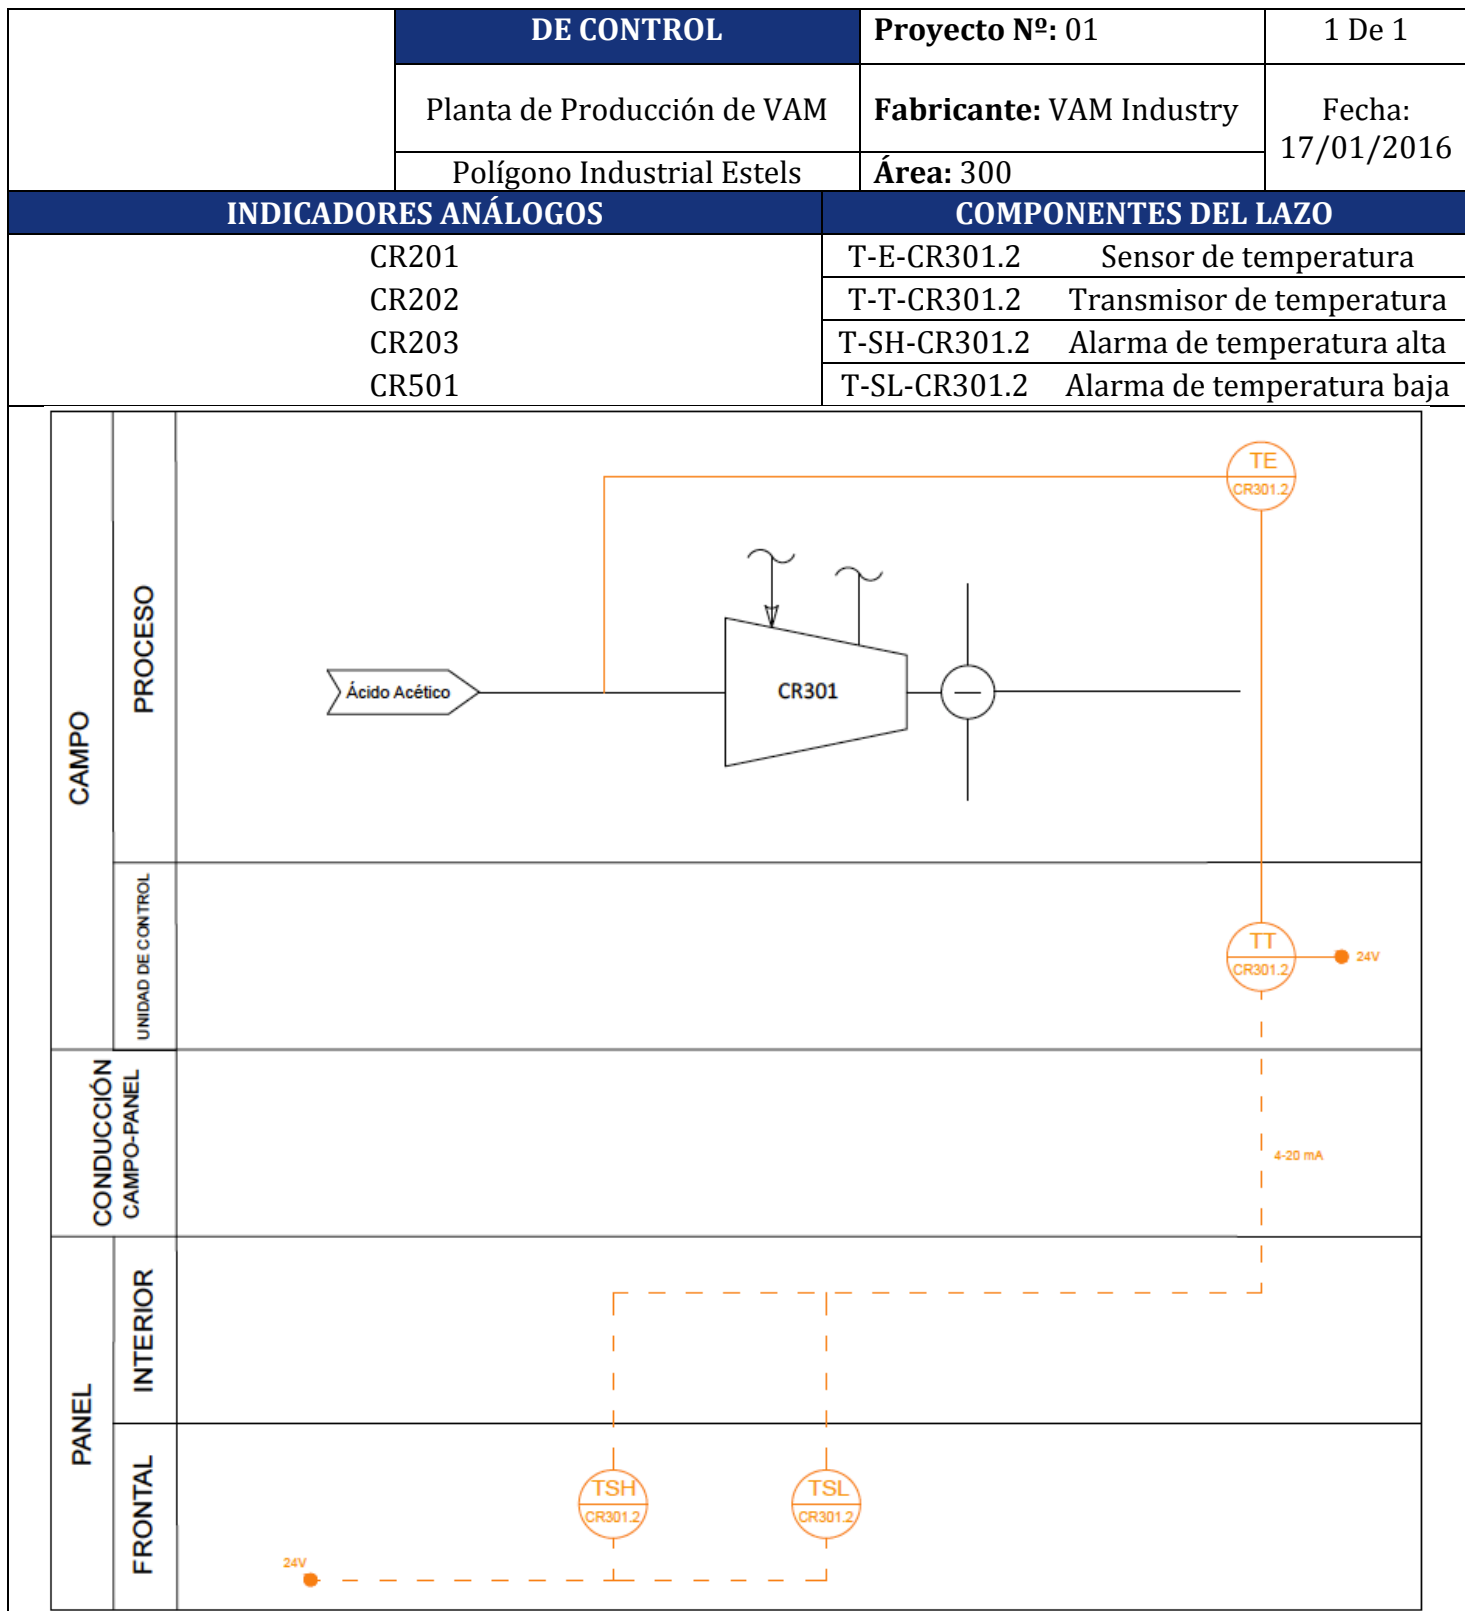 DE CONTROL
Proyecto Nº: 01
1 De 1
Planta de Producción de VAM
Fabricante: VAM Industry
Fecha:
17/01/2016
Polígono Industrial Estels
Área: 300
INDICADORES ANÁLOGOS
COMPONENTES DEL LAZO
CR201
T-E-CR301.2 Sensor de temperatura
CR202
T-T-CR301.2 Transmisor de temperatura
CR203
T-SH-CR301.2 Alarma de temperatura alta
CR501
T-SL-CR301.2 Alarma de temperatura baja
CAMPO
PROCESO
TE
CR301.2
Ácido Acético
CR301
UNIDAD DE CONTROL
TT
CR301.2
24V
CONDUCCIÓN
CAMPO-PANEL
4-20 mA
PANEL
INTERIOR
FRONTAL
TSH
CR301.2
TSL
CR301.2
24V